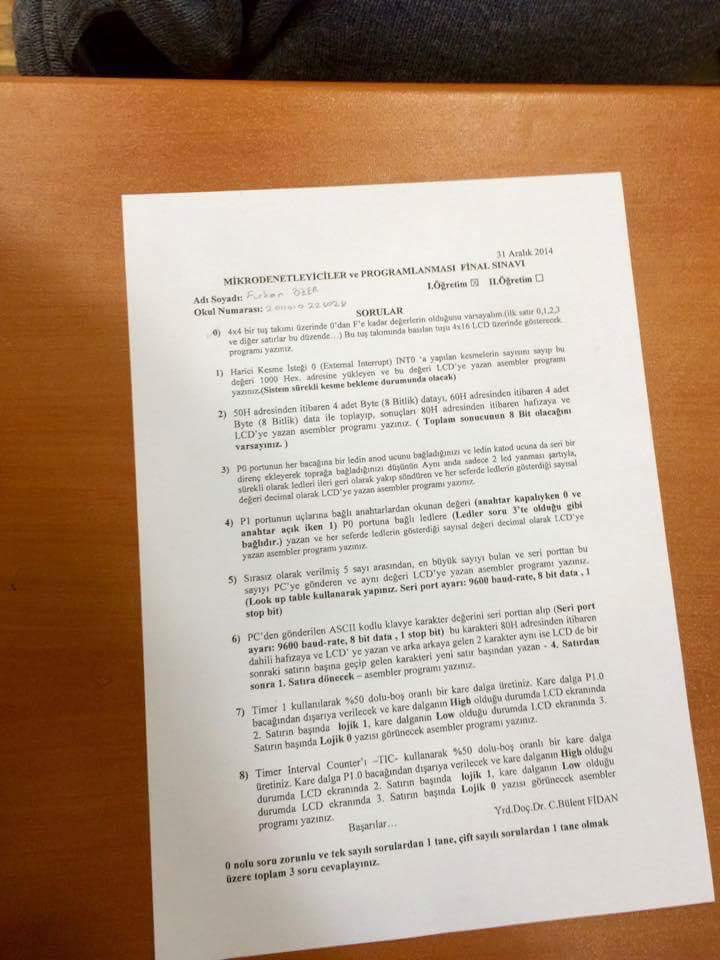 31 Aralık 2014
MİKRODENETLEYİCİLER ve PROGRAMLANMASI FİNAL SINAVI
I.Öğretim ☒ II.Öğretim ☐
Adı Soyadı: Furkan ÖZER
Okul Numarası:
SORULAR
0) 4x4 bir tuş takımı üzerinde 0'dan F'e kadar değerlerin olduğunu varsayalım.(ilk satır 0,1,2,3
ve diğer satırlar bu düzende…) Bu tuş takımında basılan tuşu 4x16 LCD üzerinde gösterecek
programı yazınız.
1) Harici Kesme İsteği 0 (External Interrupt) INT0 'a yapılan kesmelerin sayısını sayıp bu
değeri 1000 Hex. adresine yükleyen ve bu değeri LCD'ye yazan asembler programı
yazınız.(Sistem sürekli kesme bekleme durumunda olacak)
2) 50H adresinden itibaren 4 adet Byte (8 Bitlik) datayı, 60H adresinden itibaren 4 adet
Byte (8 Bitlik) data ile toplayıp, sonuçları 80H adresinden itibaren hafızaya ve
LCD'ye yazan asembler programı yazınız. ( Toplam sonucunun 8 Bit olacağını
varsayınız. )
3) P0 portunun her bacağına bir ledin anod ucunu bağladığınızı ve ledin katod ucuna da seri bir
direnç ekleyerek toprağa bağladığınızı düşünün Aynı anda sadece 2 led yanması şartıyla,
sürekli olarak ledleri ileri geri olarak yakıp söndüren ve her seferde ledlerin gösterdiği sayısal
değeri decimal olarak LCD'ye yazan asembler programı yazınız.
4) P1 portunun uçlarına bağlı anahtarlardan okunan değeri (anahtar kapalıyken 0 ve
anahtar açık iken 1) P0 portuna bağlı ledlere (Ledler soru 3'te olduğu gibi
bağlıdır.) yazan ve her seferde ledlerin gösterdiği sayısal değeri decimal olarak LCD'ye
yazan asembler programı yazınız.
5) Sırasız olarak verilmiş 5 sayı arasından, en büyük sayıyı bulan ve seri porttan bu
sayıyı PC'ye gönderen ve aynı değeri LCD'ye yazan asembler programı yazınız.
(Look up table kullanarak yapınız. Seri port ayarı: 9600 baud-rate, 8 bit data , 1
stop bit)
6) PC'den gönderilen ASCII kodlu klavye karakter değerini seri porttan alıp (Seri port
ayarı: 9600 baud-rate, 8 bit data , 1 stop bit) bu karakteri 80H adresinden itibaren
dahili hafızaya ve LCD' ye yazan ve arka arkaya gelen 2 karakter aynı ise LCD de bir
sonraki satırın başına geçip gelen karakteri yeni satır başından yazan - 4. Satırdan
sonra 1. Satıra dönecek – asembler programı yazınız.
7) Timer 1 kullanılarak %50 dolu-boş oranlı bir kare dalga üretiniz. Kare dalga P1.0
bacağından dışarıya verilecek ve kare dalganın High olduğu durumda LCD ekranında
2. Satırın başında lojik 1, kare dalganın Low olduğu durumda LCD ekranında 3.
Satırın başında Lojik 0 yazısı görünecek asembler programı yazınız.
8) Timer Interval Counter'ı –TIC- kullanarak %50 dolu-boş oranlı bir kare dalga
üretiniz. Kare dalga P1.0 bacağından dışarıya verilecek ve kare dalganın High olduğu
durumda LCD ekranında 2. Satırın başında lojik 1, kare dalganın Low olduğu
durumda LCD ekranında 3. Satırın başında Lojik 0 yazısı görünecek asembler
programı yazınız.
Başarılar…
Yrd.Doç.Dr. C.Bülent FİDAN
0 nolu soru zorunlu ve tek sayılı sorulardan 1 tane, çift sayılı sorulardan 1 tane olmak
üzere toplam 3 soru cevaplayınız.